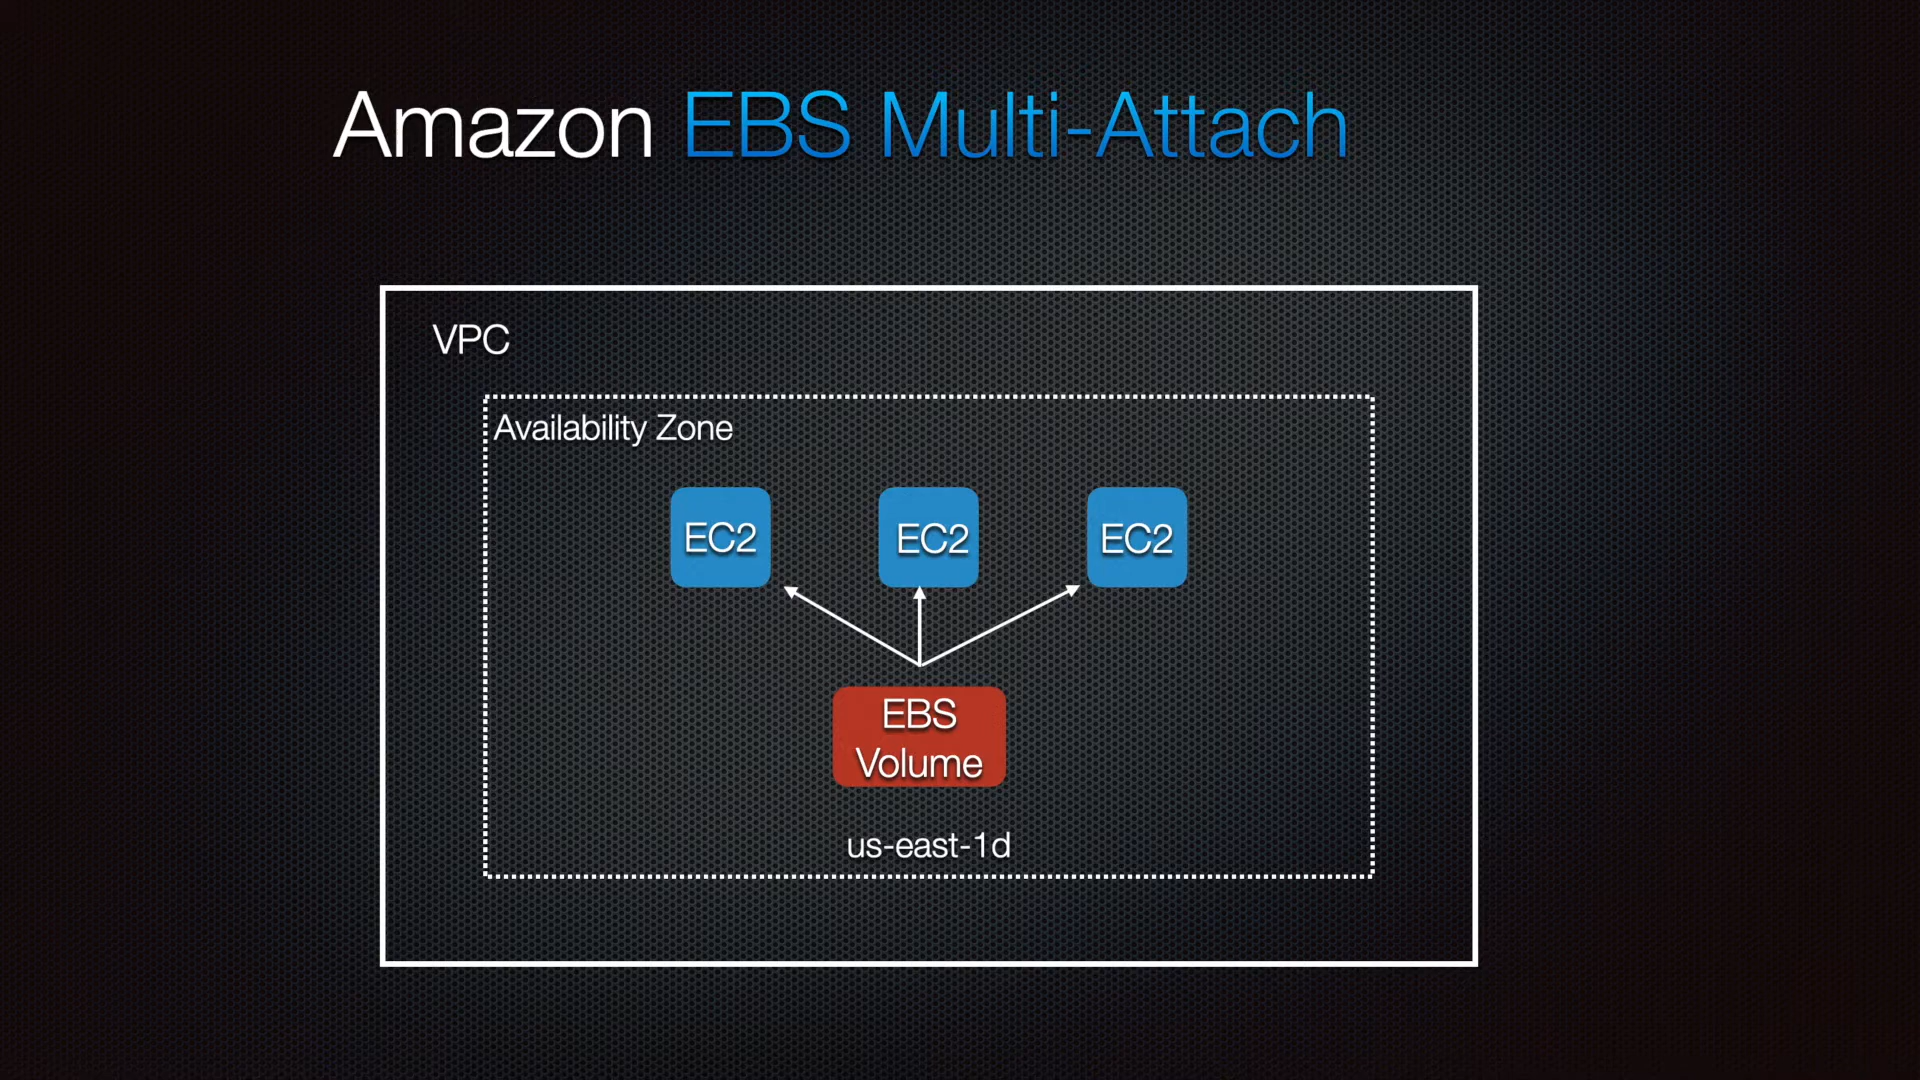 Amazon EBS Multi-Attach
VPC
Availability Zone
EC2 EC2 EC2
EBS
Volume
us-east-1d